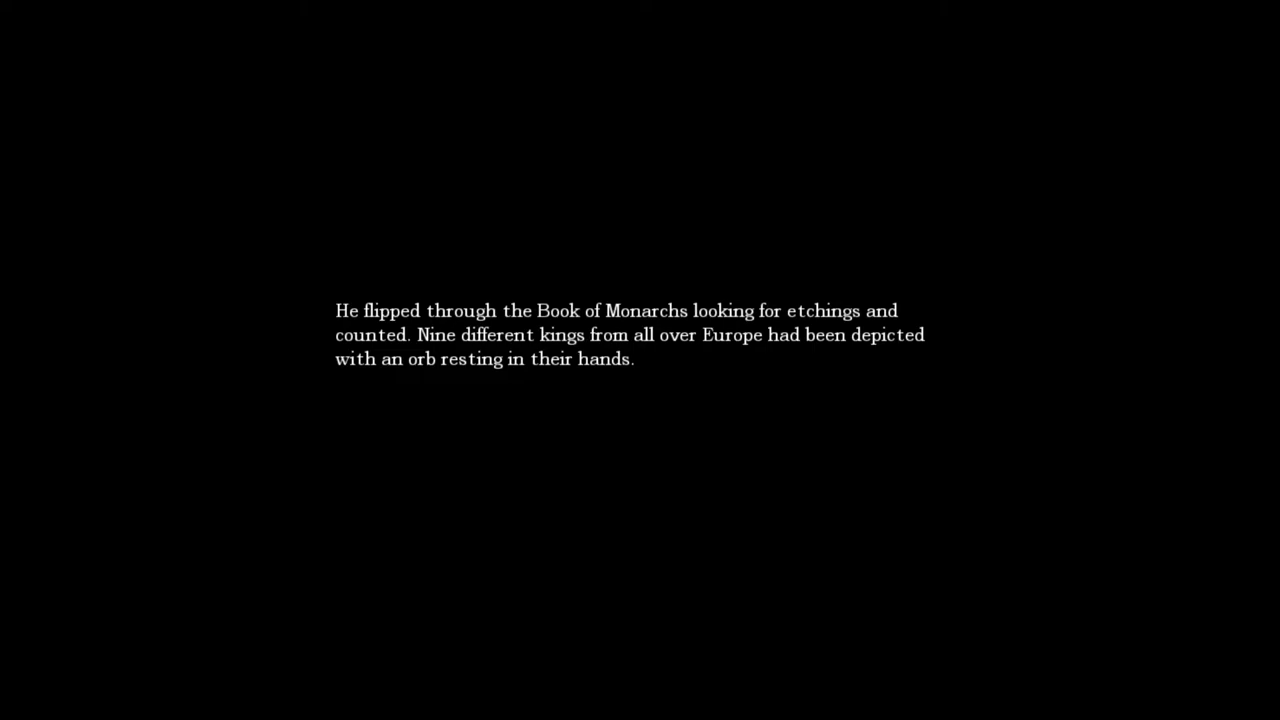 He flipped through the Book of Monarchs looking for etchings and
counted. Nine different kings from all over Europe had been depicted
with an orb resting in their hands.